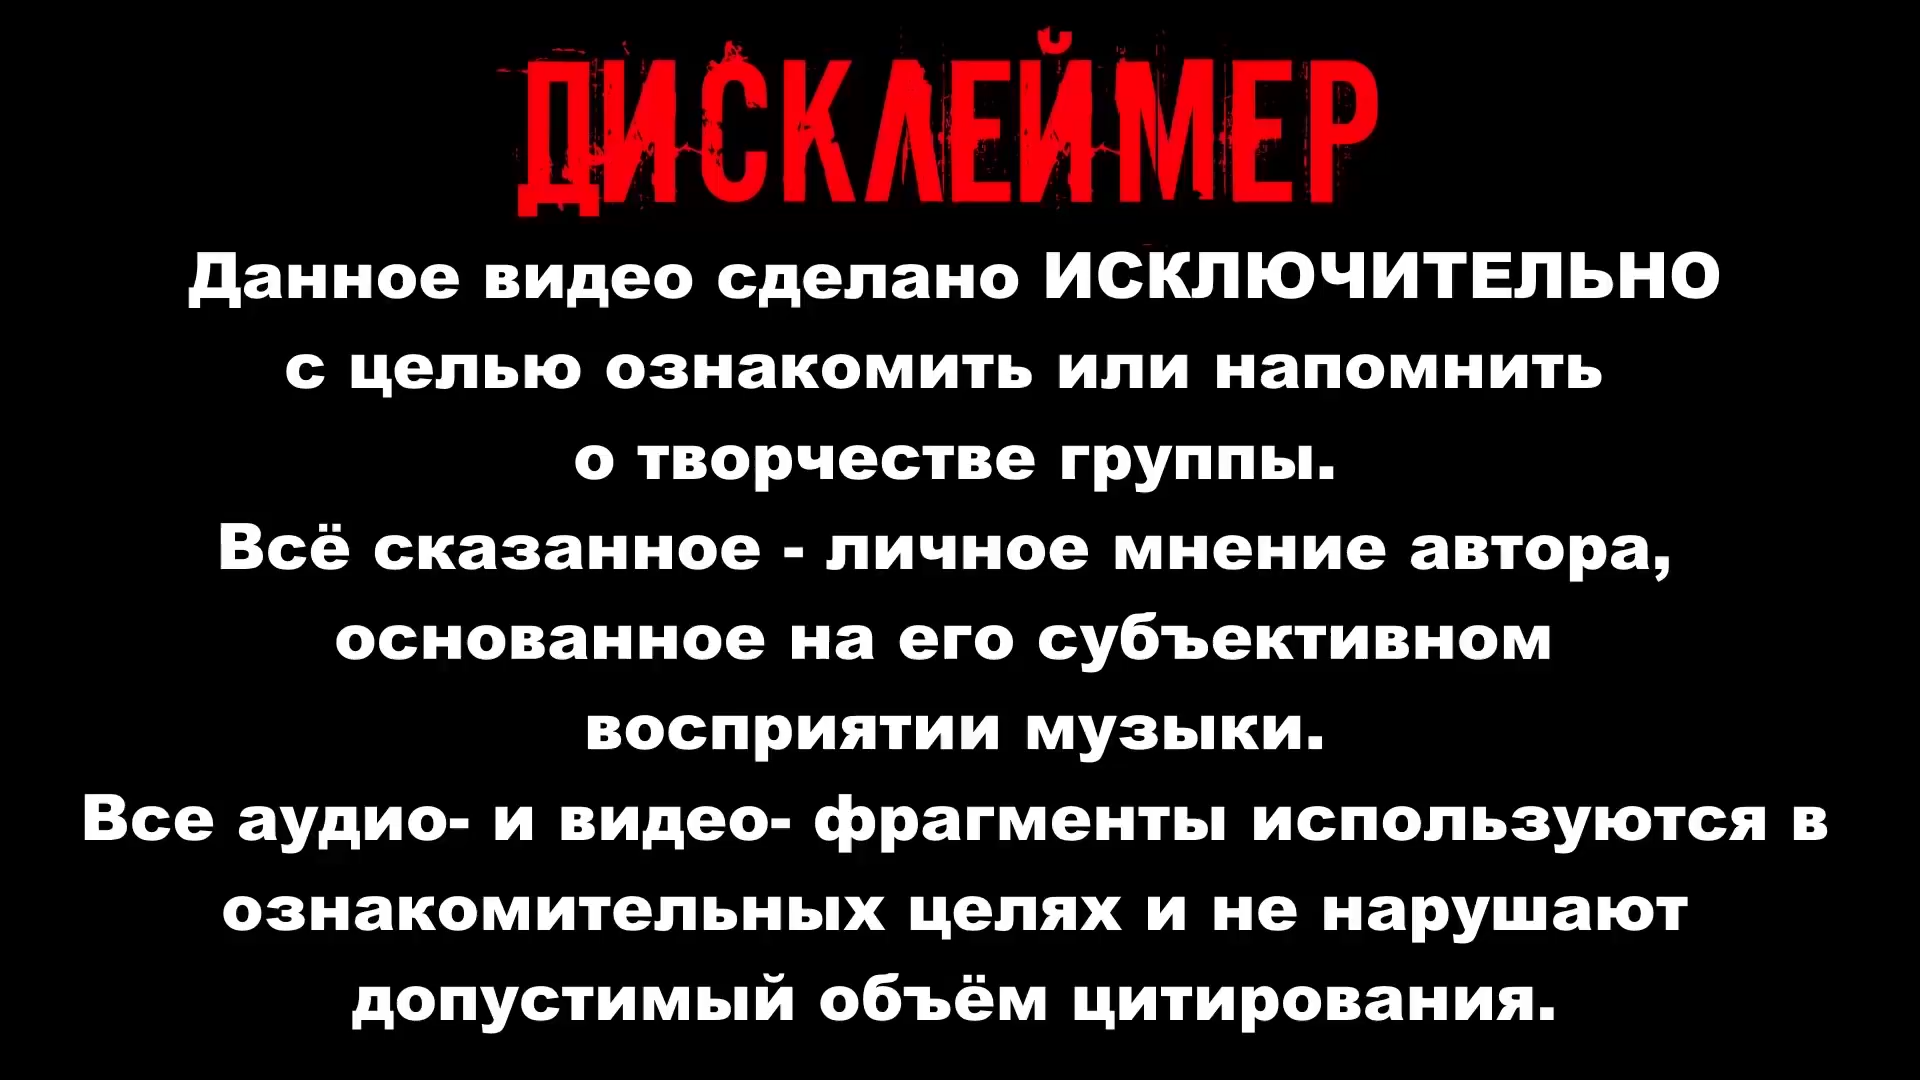 ДИСКЛЕЙМЕР
Данное видео сделано ИСКЛЮЧИТЕЛЬНО
с целью ознакомить или напомнить
о творчестве группы.
Всё сказанное - личное мнение автора,
основанное на его субъективном
восприятии музыки.
Все аудио- и видео- фрагменты используются в
ознакомительных целях и не нарушают
допустимый объём цитирования.